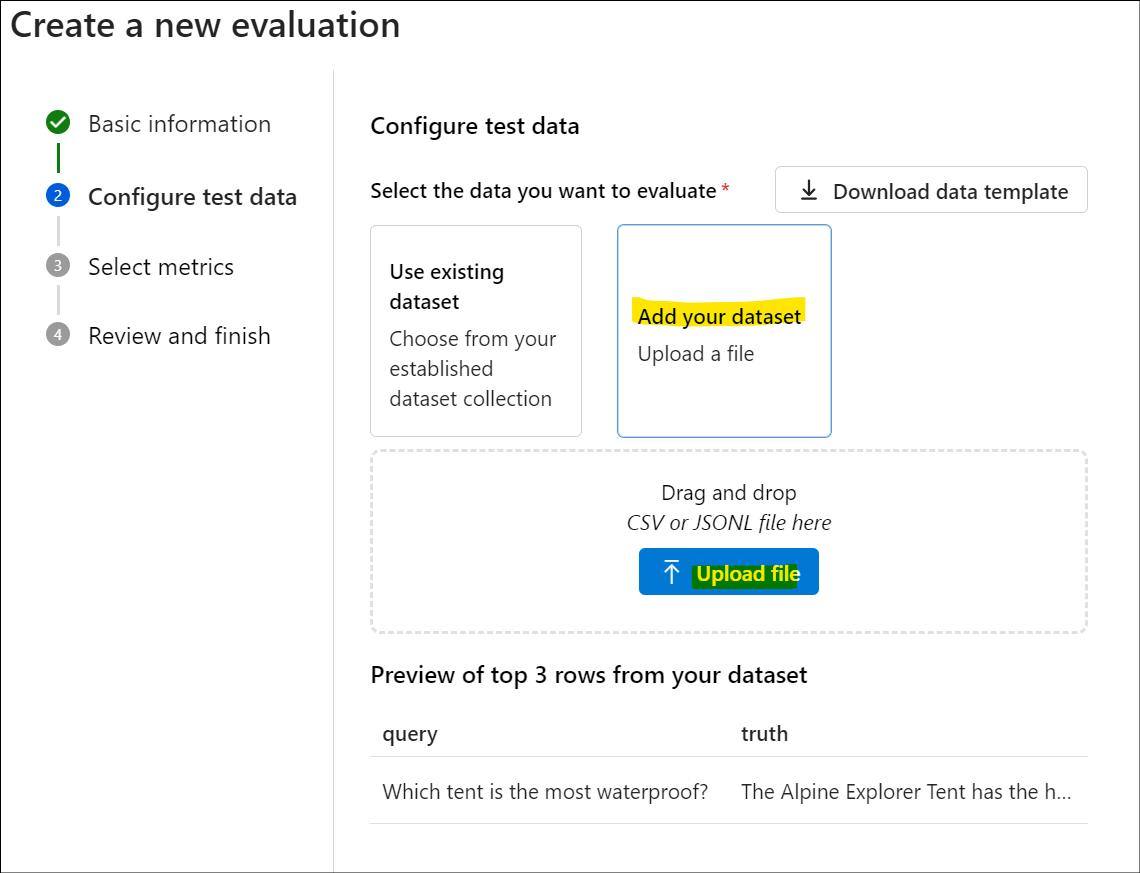 Create a new evaluation
Basic information
2 Configure test data
3 Select metrics
4 Review and finish
Configure test data
Select the data you want to evaluate *
Download data template
Use existing
dataset
Choose from your
established
dataset collection
Add your dataset
Upload a file
Drag and drop
CSV or JSONL file here
Upload file
Preview of top 3 rows from your dataset
query truth
Which tent is the most waterproof? The Alpine Explorer Tent has the h...